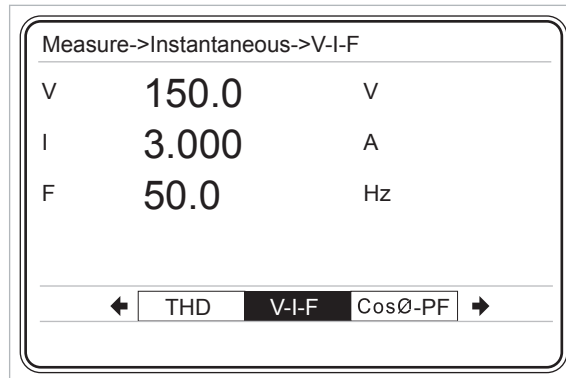 Measure->Instantaneous->V-I-F
V 150.0 V
I 3.000 A
F 50.0 Hz
THD V-I-F CosØ-PF